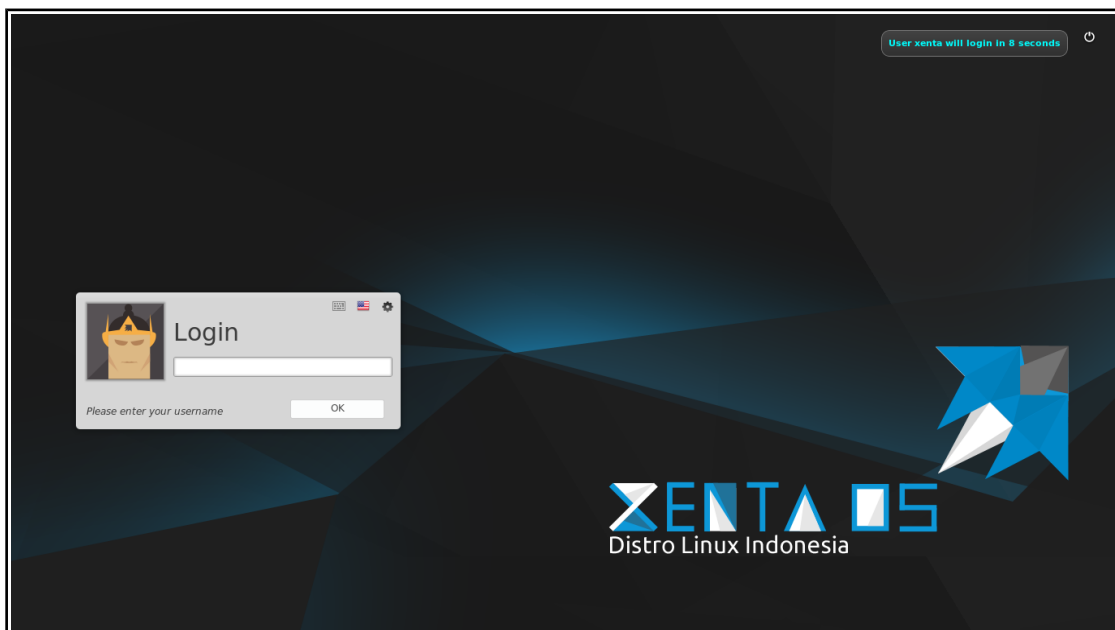 User xenta will login in 8 seconds
Login
Please enter your username
OK
XENTA OS
Distro Linux Indonesia